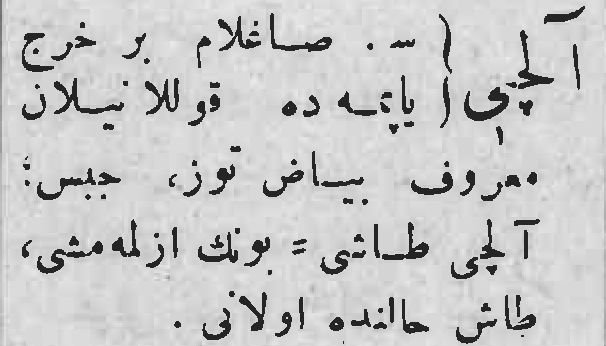 آلچی ( س . صاغلام بر خرج
یاپمه ده قوللانیلان
معروف بیاض توز، جبس:
آلچی طاشی = بونك ازلمه مشی،
طاش حالنده اولانی .